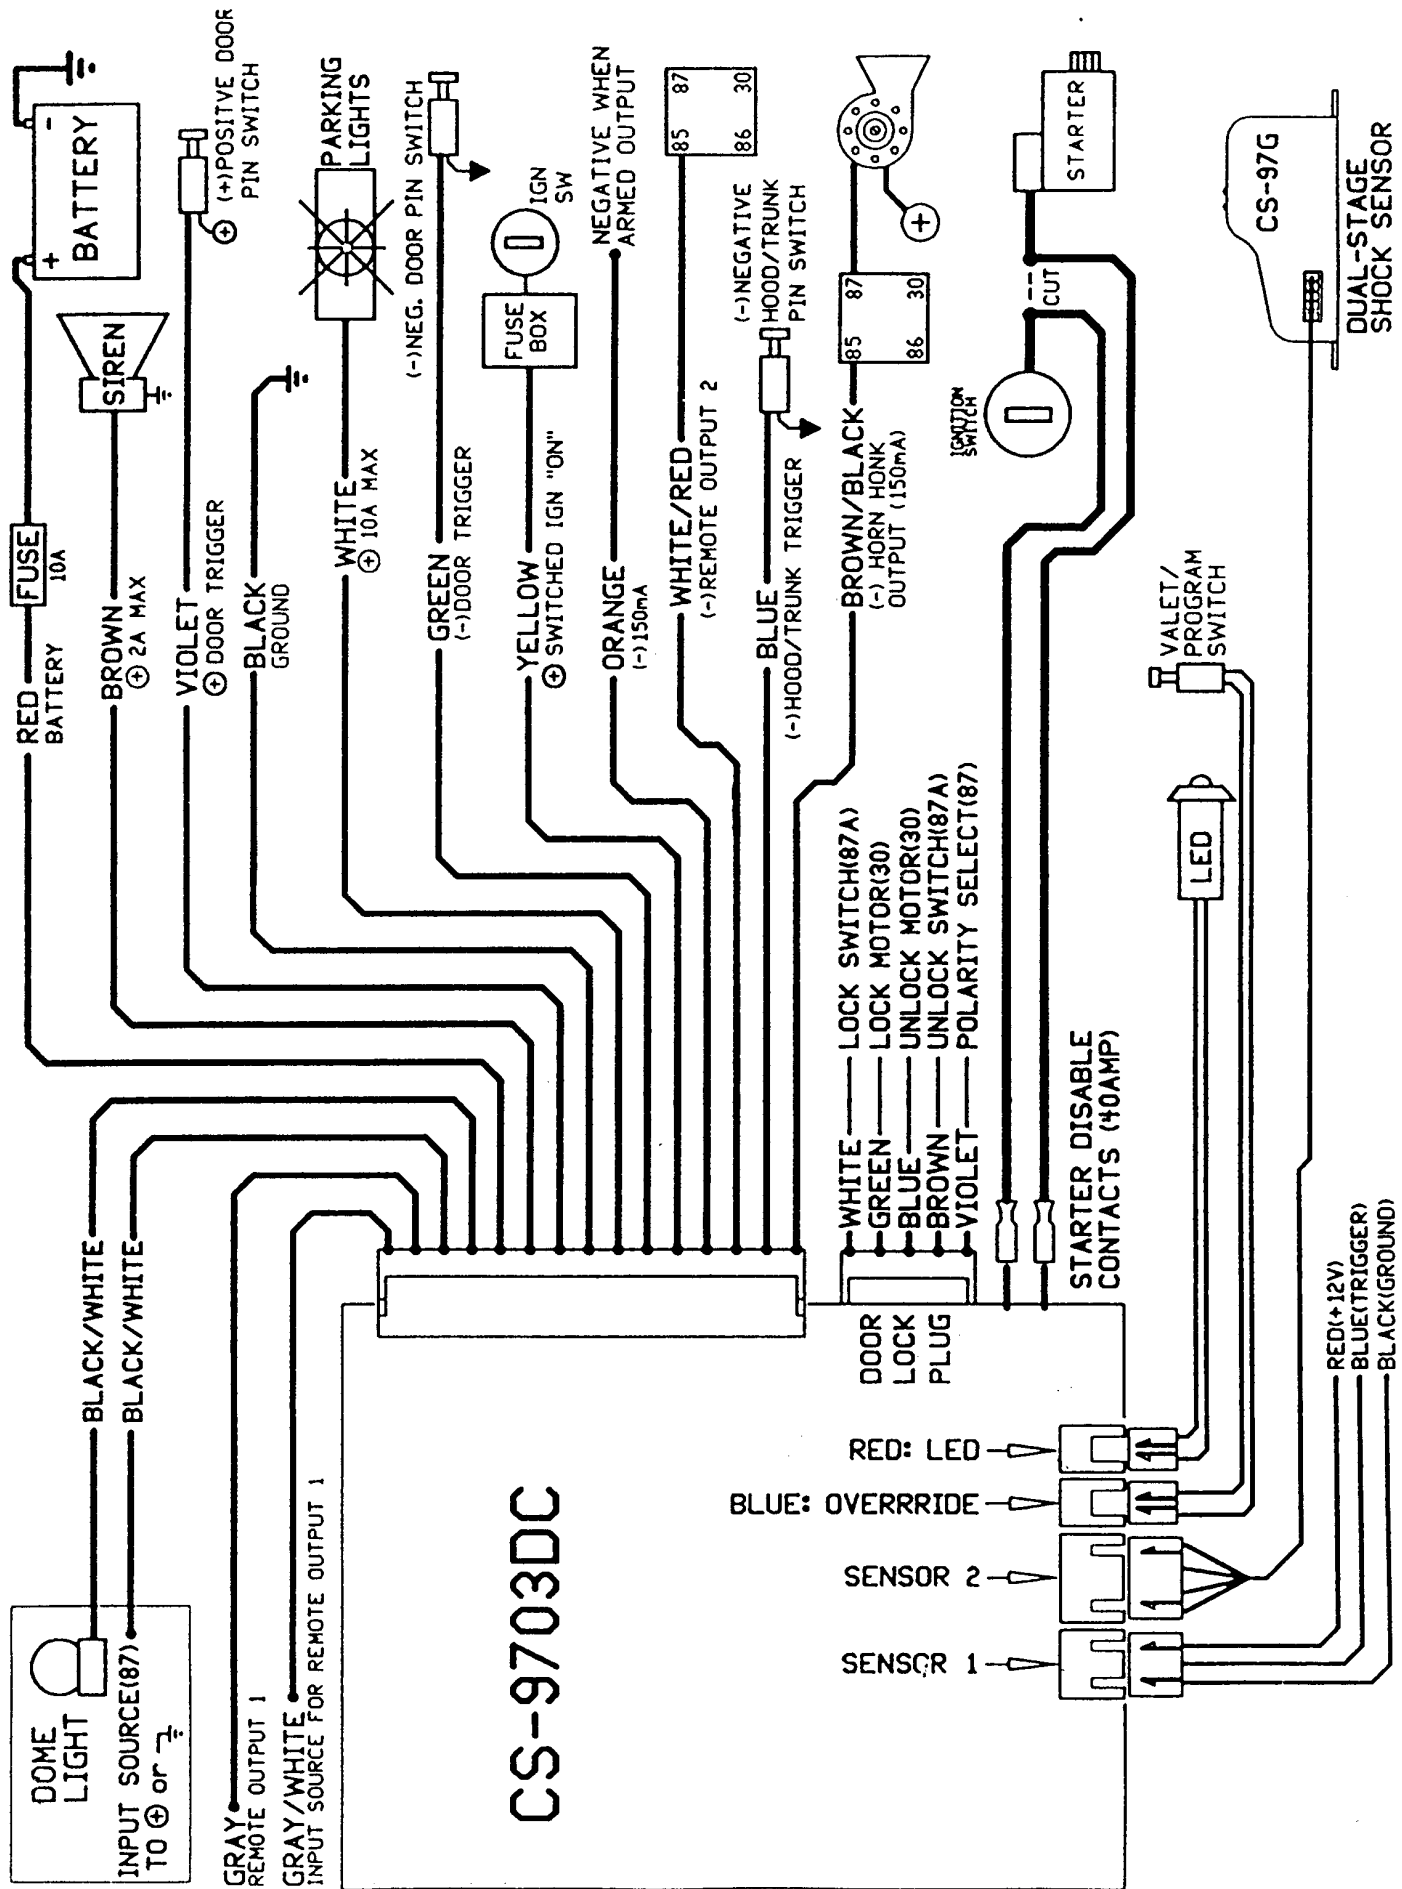 DOME
LIGHT
INPUT SOURCE(87)
TO ⊕ or
BLACK/WHITE
BLACK/WHITE
GRAY
REMOTE OUTPUT 1
GRAY/WHITE
INPUT SOURCE FOR REMOTE OUTPUT 1
RED
BATTERY
FUSE
10A
+
-
BATTERY
BROWN
⊕ 2A MAX
SIREN
VIOLET
⊕ DOOR TRIGGER
(+)POSITIVE DOOR
PIN SWITCH
BLACK
GROUND
WHITE
⊕ 10A MAX
PARKING
LIGHTS
GREEN
(-)DOOR TRIGGER
(-)NEG. DOOR PIN SWITCH
YELLOW
⊕ SWITCHED IGN "ON"
FUSE
BOX
IGN
SW
ORANGE
(-)150mA
NEGATIVE WHEN
ARMED OUTPUT
WHITE/RED
(-)REMOTE OUTPUT 2
85
87
86
30
BLUE
(-)HOOD/TRUNK TRIGGER
(-)NEGATIVE
HOOD/TRUNK
PIN SWITCH
BROWN/BLACK
(-) HORN HONK
OUTPUT (150mA)
85
87
86
30
+
WHITE LOCK SWITCH(87A)
GREEN LOCK MOTOR(30)
BLUE UNLOCK MOTOR(30)
BROWN UNLOCK SWITCH(87A)
VIOLET POLARITY SELECT(87)
DOOR
LOCK
PLUG
IGNITION
SWITCH
CUT
STARTER
STARTER DISABLE
CONTACTS (40AMP)
CS-9703DC
RED: LED
BLUE: OVERRRIDE
SENSOR 2
SENSOR 1
LED
VALET/
PROGRAM
SWITCH
CS-97G
DUAL-STAGE
SHOCK SENSOR
RED(+12V)
BLUE(TRIGGER)
BLACK(GROUND)